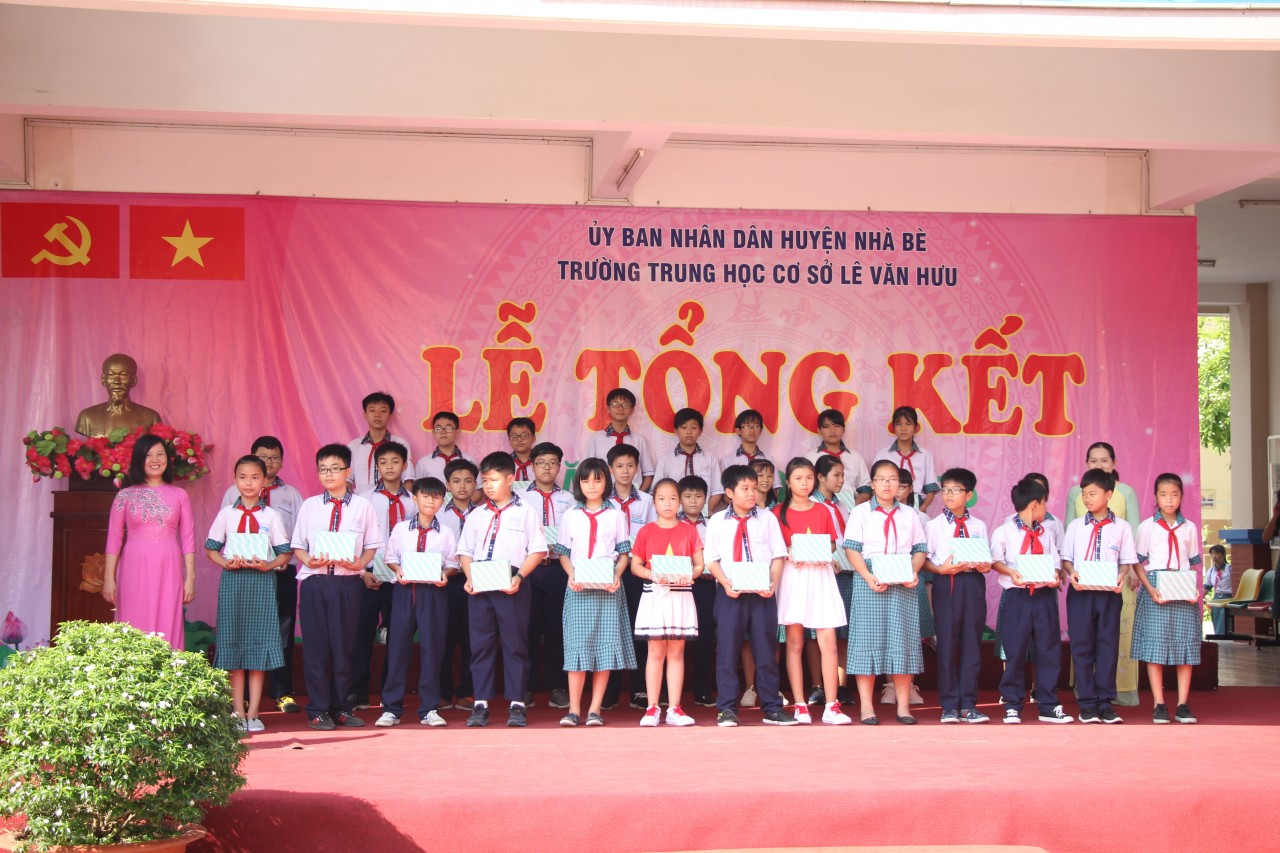 ỦY BAN NHÂN DÂN HUYỆN NHÀ BÈ
TRƯỜNG TRUNG HỌC CƠ SỞ LÊ VĂN HƯU
LỄ TỔNG KẾT